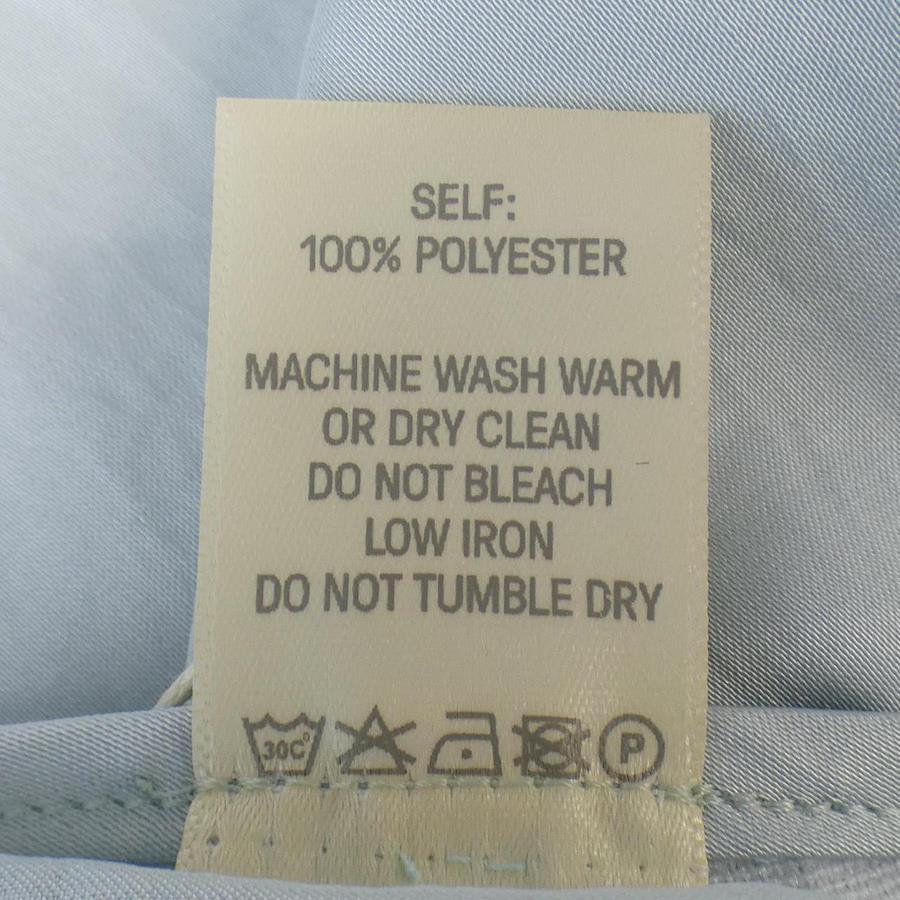 SELF:
100% POLYESTER
MACHINE WASH WARM
OR DRY CLEAN
DO NOT BLEACH
LOW IRON
DO NOT TUMBLE DRY
30C° P